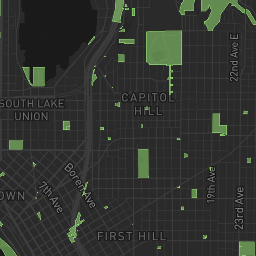 22nd Ave E
SOUTH LAKE
UNION
CAPITOL
HILL
Boren Ave
7th Ave
OWN
19th Ave
23rd Ave
FIRST HILL